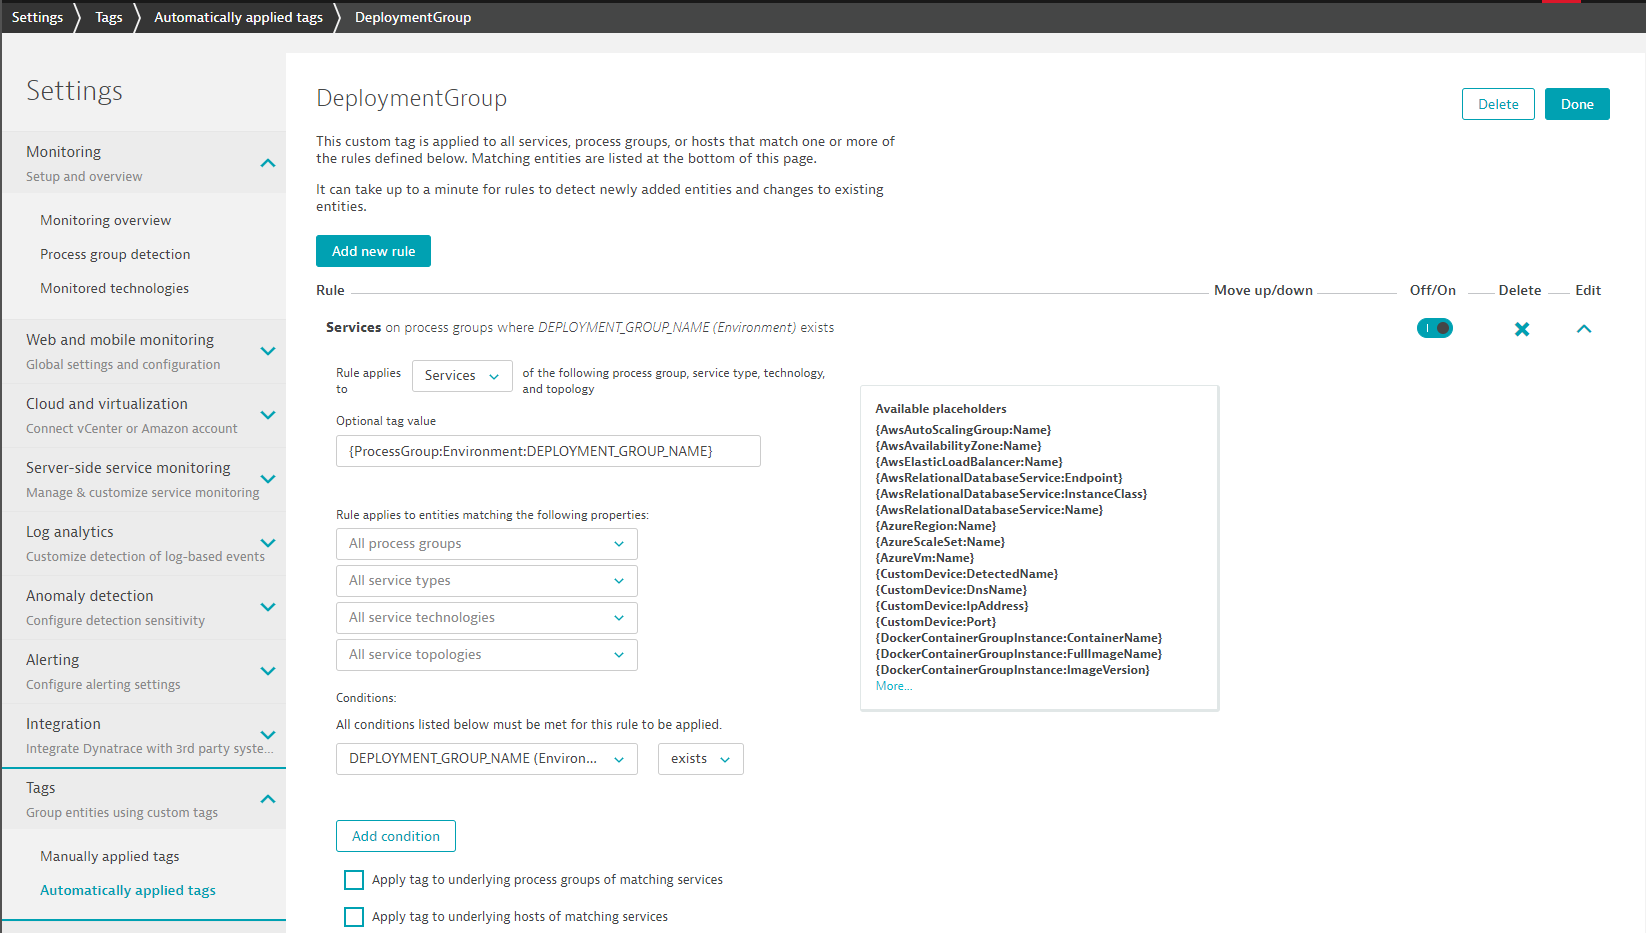 Settings
Tags
Automatically applied tags
DeploymentGroup
Settings
Monitoring
Setup and overview
Monitoring overview
Process group detection
Monitored technologies
Web and mobile monitoring
Global settings and configuration
Cloud and virtualization
Connect vCenter or Amazon account
Server-side service monitoring
Manage & customize service monitoring
Log analytics
Customize detection of log-based events
Anomaly detection
Configure detection sensitivity
Alerting
Configure alerting settings
Integration
Integrate Dynatrace with 3rd party syste...
Tags
Group entities using custom tags
Manually applied tags
Automatically applied tags
DeploymentGroup
Delete
Done
This custom tag is applied to all services, process groups, or hosts that match one or more of
the rules defined below. Matching entities are listed at the bottom of this page.
It can take up to a minute for rules to detect newly added entities and changes to existing
entities.
Add new rule
Rule
Move up/down
Off/On
Delete
Edit
Services on process groups where DEPLOYMENT_GROUP_NAME (Environment) exists
Rule applies
to
Services
of the following process group, service type, technology,
and topology
Optional tag value
{ProcessGroup:Environment:DEPLOYMENT_GROUP_NAME}
Rule applies to entities matching the following properties:
All process groups
All service types
All service technologies
All service topologies
Conditions:
All conditions listed below must be met for this rule to be applied.
DEPLOYMENT_GROUP_NAME (Environ...
exists
Add condition
Apply tag to underlying process groups of matching services
Apply tag to underlying hosts of matching services
Available placeholders
{AwsAutoScalingGroup:Name}
{AwsAvailabilityZone:Name}
{AwsElasticLoadBalancer:Name}
{AwsRelationalDatabaseService:Endpoint}
{AwsRelationalDatabaseService:InstanceClass}
{AwsRelationalDatabaseService:Name}
{AzureRegion:Name}
{AzureScaleSet:Name}
{AzureVm:Name}
{CustomDevice:DetectedName}
{CustomDevice:DnsName}
{CustomDevice:IpAddress}
{CustomDevice:Port}
{DockerContainerGroupInstance:ContainerName}
{DockerContainerGroupInstance:FullImageName}
{DockerContainerGroupInstance:ImageVersion}
More...